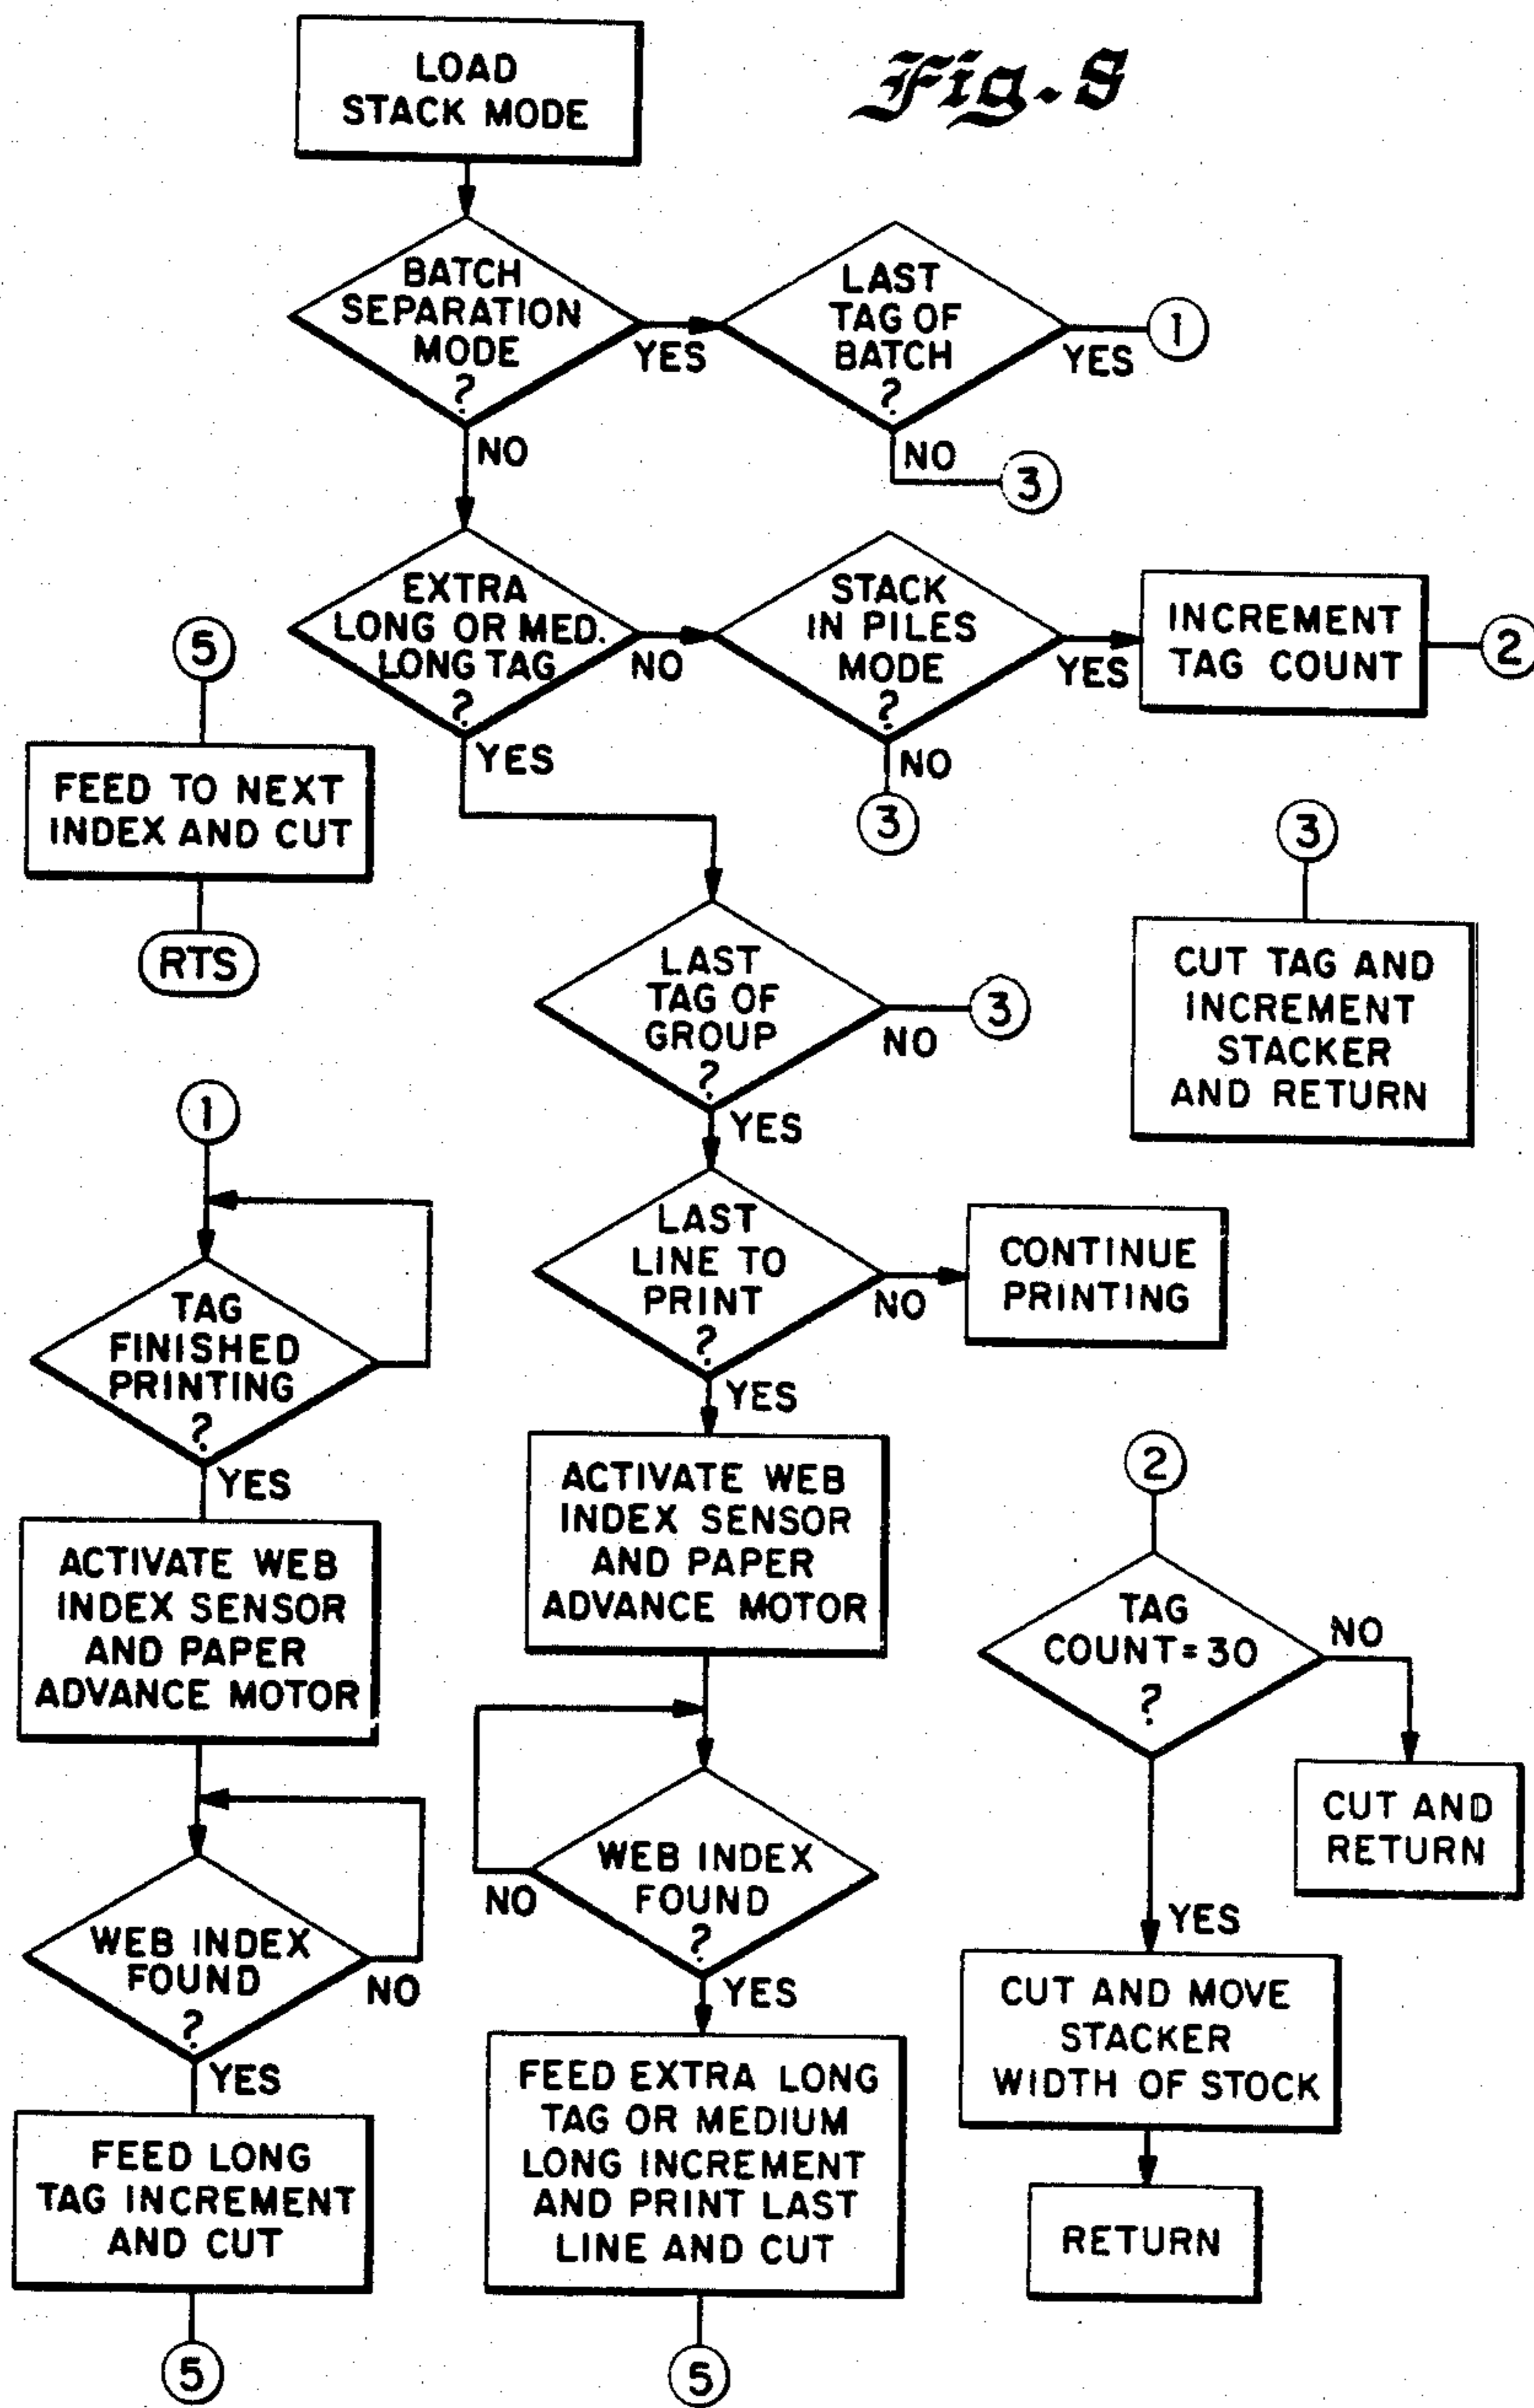 Fig. 8
LOAD
STACK MODE
BATCH
SEPARATION
MODE
?
YES
NO
LAST
TAG OF
BATCH
?
YES
1
NO
3
EXTRA
LONG OR MED.
LONG TAG
?
NO
YES
STACK
IN PILES
MODE
?
YES
NO
3
INCREMENT
TAG COUNT
2
5
FEED TO NEXT
INDEX AND CUT
RTS
LAST
TAG OF
GROUP
?
NO
3
YES
3
CUT TAG AND
INCREMENT
STACKER
AND RETURN
LAST
LINE TO
PRINT
?
NO
CONTINUE
PRINTING
YES
ACTIVATE WEB
INDEX SENSOR
AND PAPER
ADVANCE MOTOR
WEB INDEX
FOUND
?
NO
YES
FEED EXTRA LONG
TAG OR MEDIUM
LONG INCREMENT
AND PRINT LAST
LINE AND CUT
5
1
TAG
FINISHED
PRINTING
?
YES
ACTIVATE WEB
INDEX SENSOR
AND PAPER
ADVANCE MOTOR
WEB INDEX
FOUND
?
NO
YES
FEED LONG
TAG INCREMENT
AND CUT
5
2
TAG
COUNT=30
?
NO
CUT AND
RETURN
YES
CUT AND MOVE
STACKER
WIDTH OF STOCK
RETURN